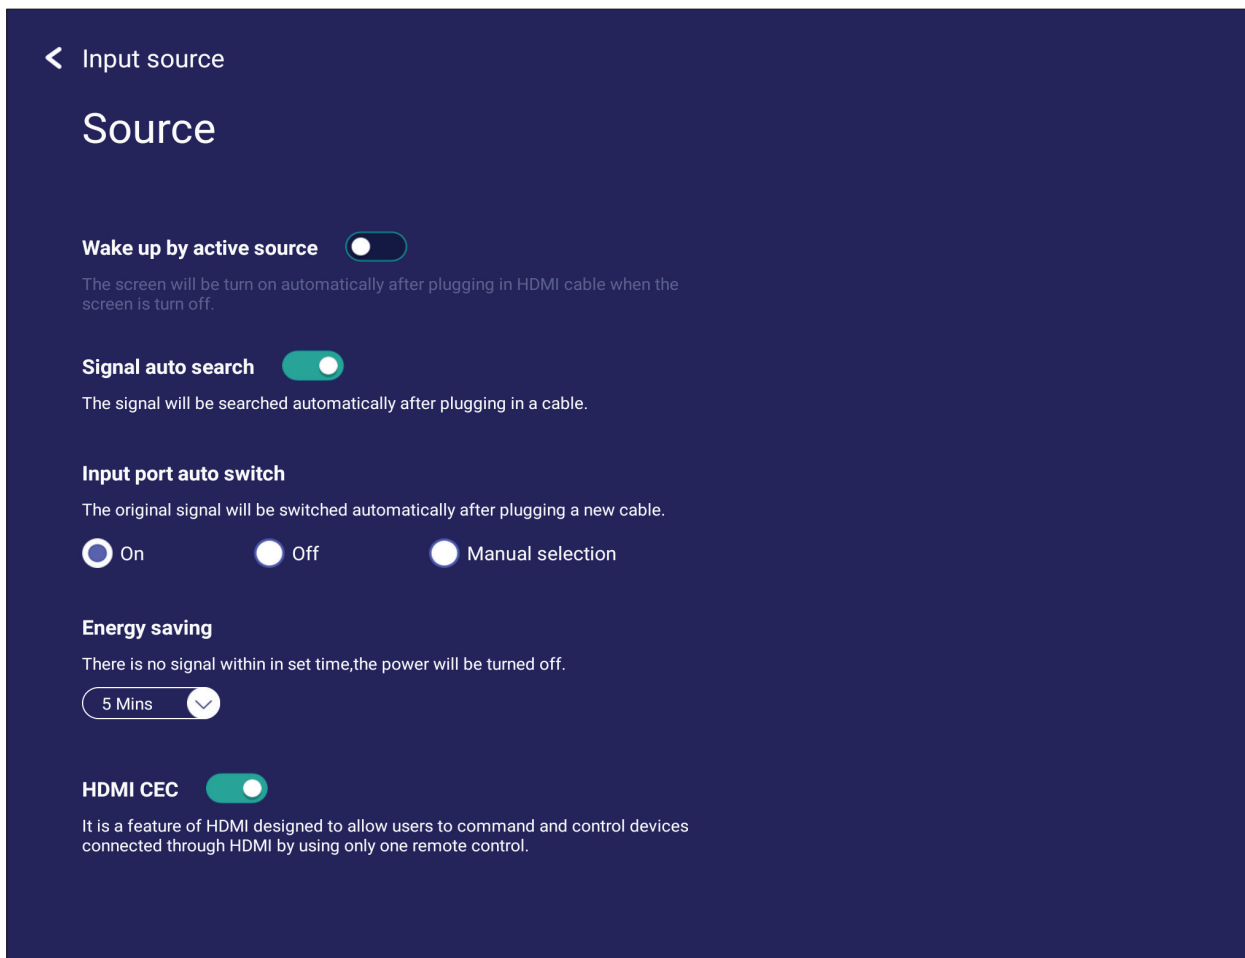 Input source
Source
Wake up by active source
The screen will be turn on automatically after plugging in HDMI cable when the
screen is turn off.
Signal auto search
The signal will be searched automatically after plugging in a cable.
Input port auto switch
The original signal will be switched automatically after plugging a new cable.
On Off Manual selection
Energy saving
There is no signal within in set time,the power will be turned off.
5 Mins
HDMI CEC
It is a feature of HDMI designed to allow users to command and control devices
connected through HDMI by using only one remote control.